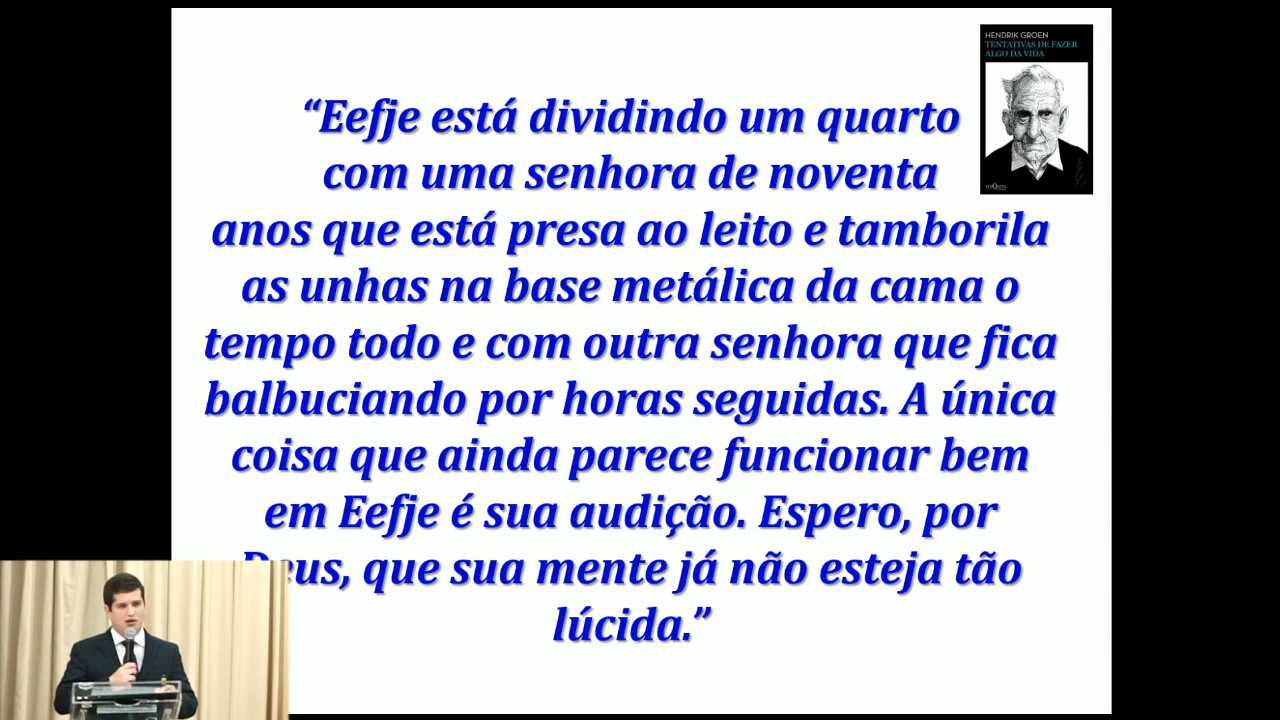 HENDRIK GROEN
TENTATIVAS DE FAZER
ALGO DA VIDA
“Eefje está dividindo um quarto
com uma senhora de noventa
anos que está presa ao leito e tamborila
as unhas na base metálica da cama o
tempo todo e com outra senhora que fica
balbuciando por horas seguidas. A única
coisa que ainda parece funcionar bem
em Eefje é sua audição. Espero, por
Deus, que sua mente já não esteja tão
lúcida.”